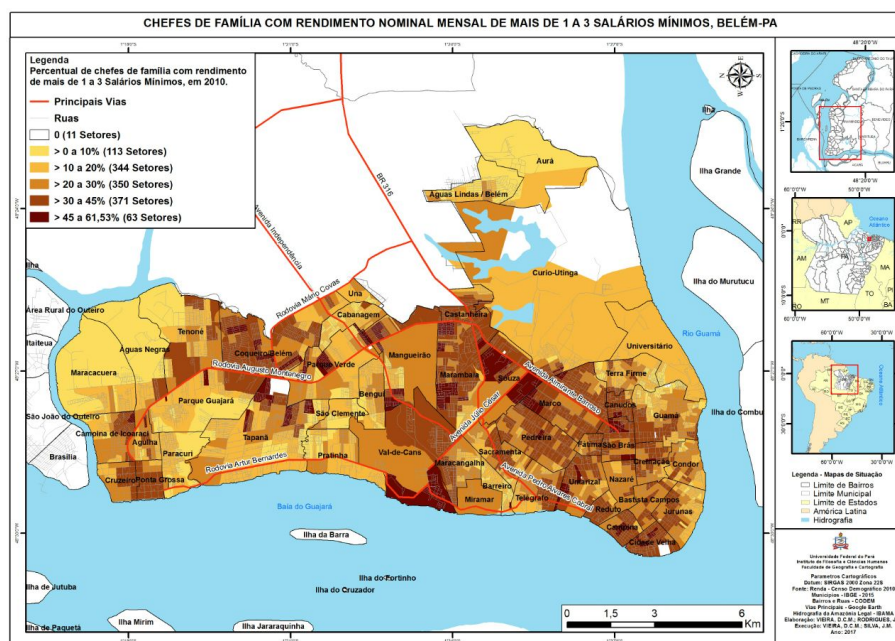 CHEFES DE FAMÍLIA COM RENDIMENTO NOMINAL MENSAL DE MAIS DE 1 A 3 SALÁRIOS MÍNIMOS, BELÉM-PA
Legenda
Percentual de chefes de família com rendimento
de mais de 1 a 3 Salários Mínimos, em 2010.
Principais Vias
Ruas
0 (11 Setores)
> 0 a 10% (113 Setores)
> 10 a 20% (344 Setores)
> 20 a 30% (350 Setores)
> 30 a 45% (371 Setores)
> 45 a 61,53% (63 Setores)
BR 316
Avenida Independência
Rodovia Mário Covas
Aurá
Águas Lindas / Belém
Ilha
Ilha Grande
Curio-Utinga
Ilha do Murutucu
Rio Guamá
Ilha
Área Rural do Outeiro
Itaiteua
Una
Cabanagem
Castanheira
Tenoné
Águas Negras
Coqueiro/Belém
Parque Verde
Mangueirão
Universitário
Maracacuera
Rodovia Augusto Montenegro
Marambaia
Souza
Avenida Almirante Barroso
Terra Firme
Parque Guajará
Benguí
Avenida Júlio César
Marco
Canudos
Ilha do Combu
São João do Outeiro
São Clemente
Guamá
Campina de Icoaraci
Agulha
Tapanã
Pedreira
Fátima
São Brás
Brasília
Paracuri
Val-de-Cans
Sacramenta
Maracangalha
Cremação
Condor
Rodovia Artur Bernardes
Pratinha
Avenida Pedro Álvares Cabral
Cruzeiro
Ponta Grossa
Barreiro
Umarizal
Nazaré
Miramar
Telégrafo
Reduto
Batista Campos
Jurunas
Baía do Guajará
Campina
Cidade Velha
Ilha da Barra
Ilha do Fortinho
Ilha do Cruzador
Ilha de Jutuba
Ilha Mirim
Ilha Jararaquinha
Ilha de Paquetá
0 1,5 3 6
Km
RR
AP
Oceano
Atlântico
AM
PA
MA
PI
MT
TO
BA
RO
Oceano Atlântico
Legenda - Mapas de Situação
Limite de Bairros
Limite Municipal
Limite de Estados
América Latina
Hidrografia
Universidade Federal do Pará
Instituto de Filosofia e Ciências Humanas
Faculdade de Geografia e Cartografia
Parametros Cartográficos
Datum: SIRGAS 2000 Zona 22S
Fonte: Renda - Censo Demográfico 2010
Municipios - IBGE - 2015
Bairros e Ruas - CODEM
Vias Principais - Google Earth
Hidrografia da Amazonia Legal - IBAMA
Elaboração: VIEIRA, D.C.M.; RODRIGUES,
Execução: VIEIRA, D.C.M.; SILVA, J.M
Ano: 2017